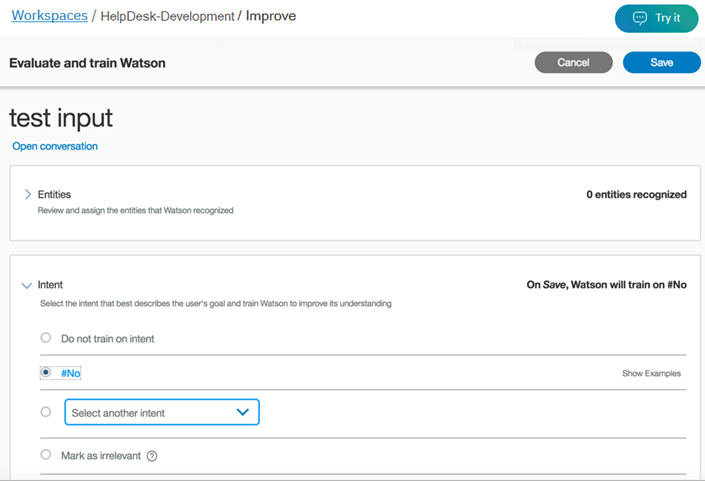 Workspaces / HelpDesk-Development / Improve
Try it
Evaluate and train Watson
Cancel
Save
test input
Open conversation
Entities
0 entities recognized
Review and assign the entities that Watson recognized
Intent
On Save, Watson will train on #No
Select the intent that best describes the user's goal and train Watson to improve its understanding
Do not train on intent
#No
Show Examples
Select another intent
Mark as irrelevant ?